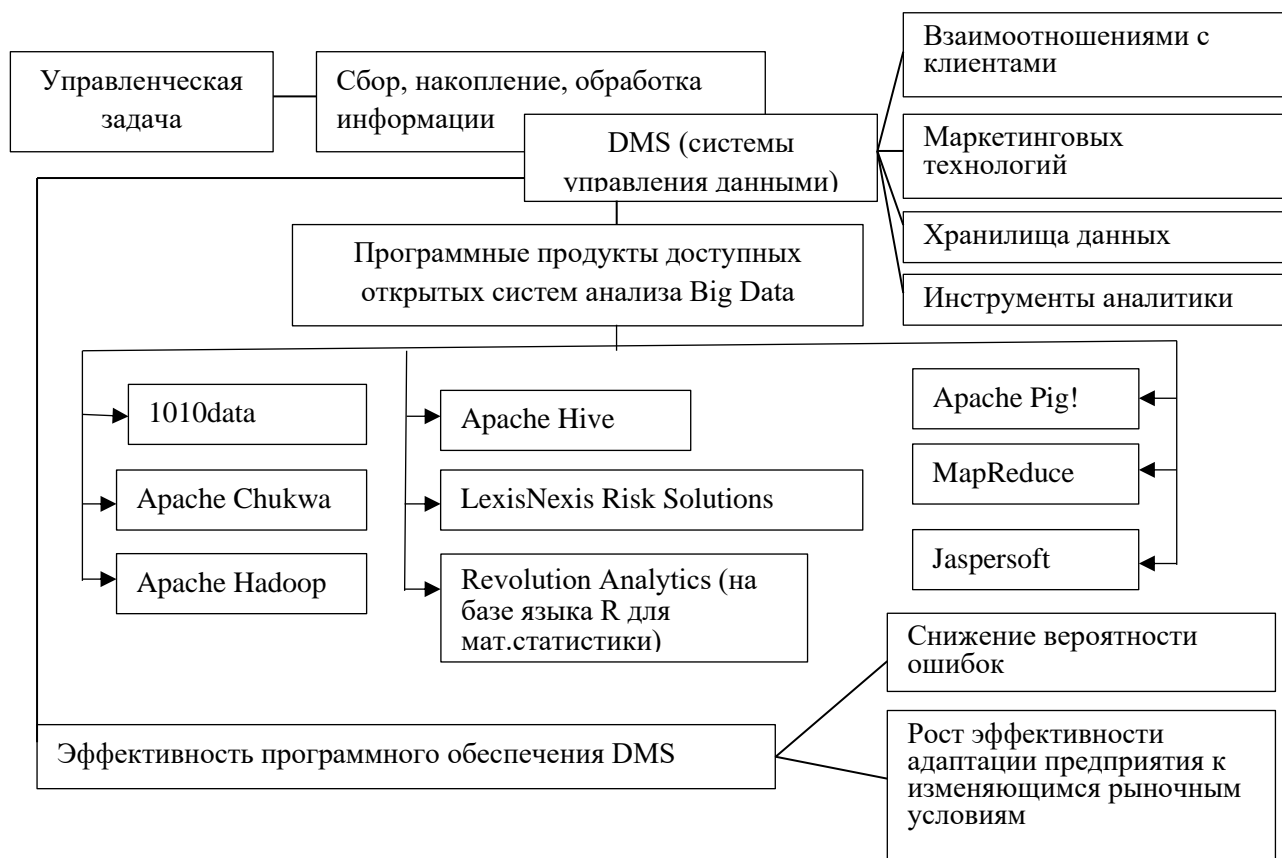 Управленческая
задача
Сбор, накопление, обработка
информации
DMS (системы
управления данными)
Взаимоотношениями с
клиентами
Маркетинговых
технологий
Хранилища данных
Инструменты аналитики
Программные продукты доступных
открытых систем анализа Big Data
1010data
Apache Chukwa
Apache Hadoop
Apache Hive
LexisNexis Risk Solutions
Revolution Analytics (на
базе языка R для
мат.статистики)
Apache Pig!
MapReduce
Jaspersoft
Эффективность программного обеспечения DMS
Снижение вероятности
ошибок
Рост эффективности
адаптации предприятия к
изменяющимся рыночным
условиям